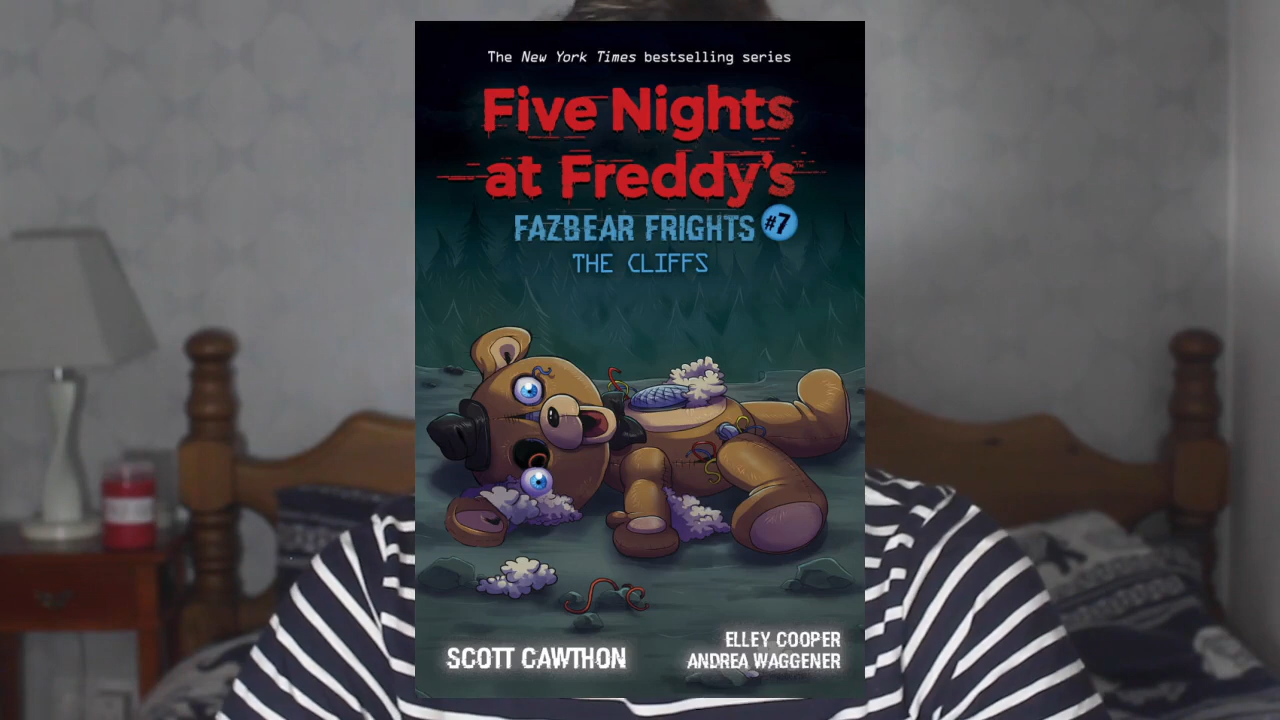 The New York Times bestselling series
Five Nights
at Freddy's™
FAZBEAR FRIGHTS #7
THE CLIFFS
SCOTT CAWTHON
ELLEY COOPER
ANDREA WAGGENER